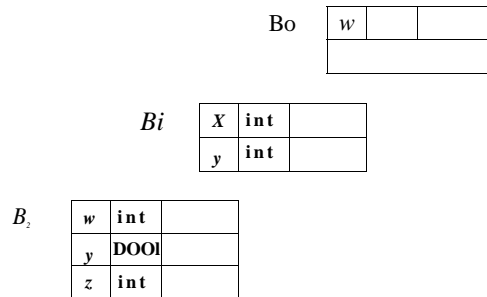 Bo w
Bi X int
y int
B2 w int
y DOOl
z int